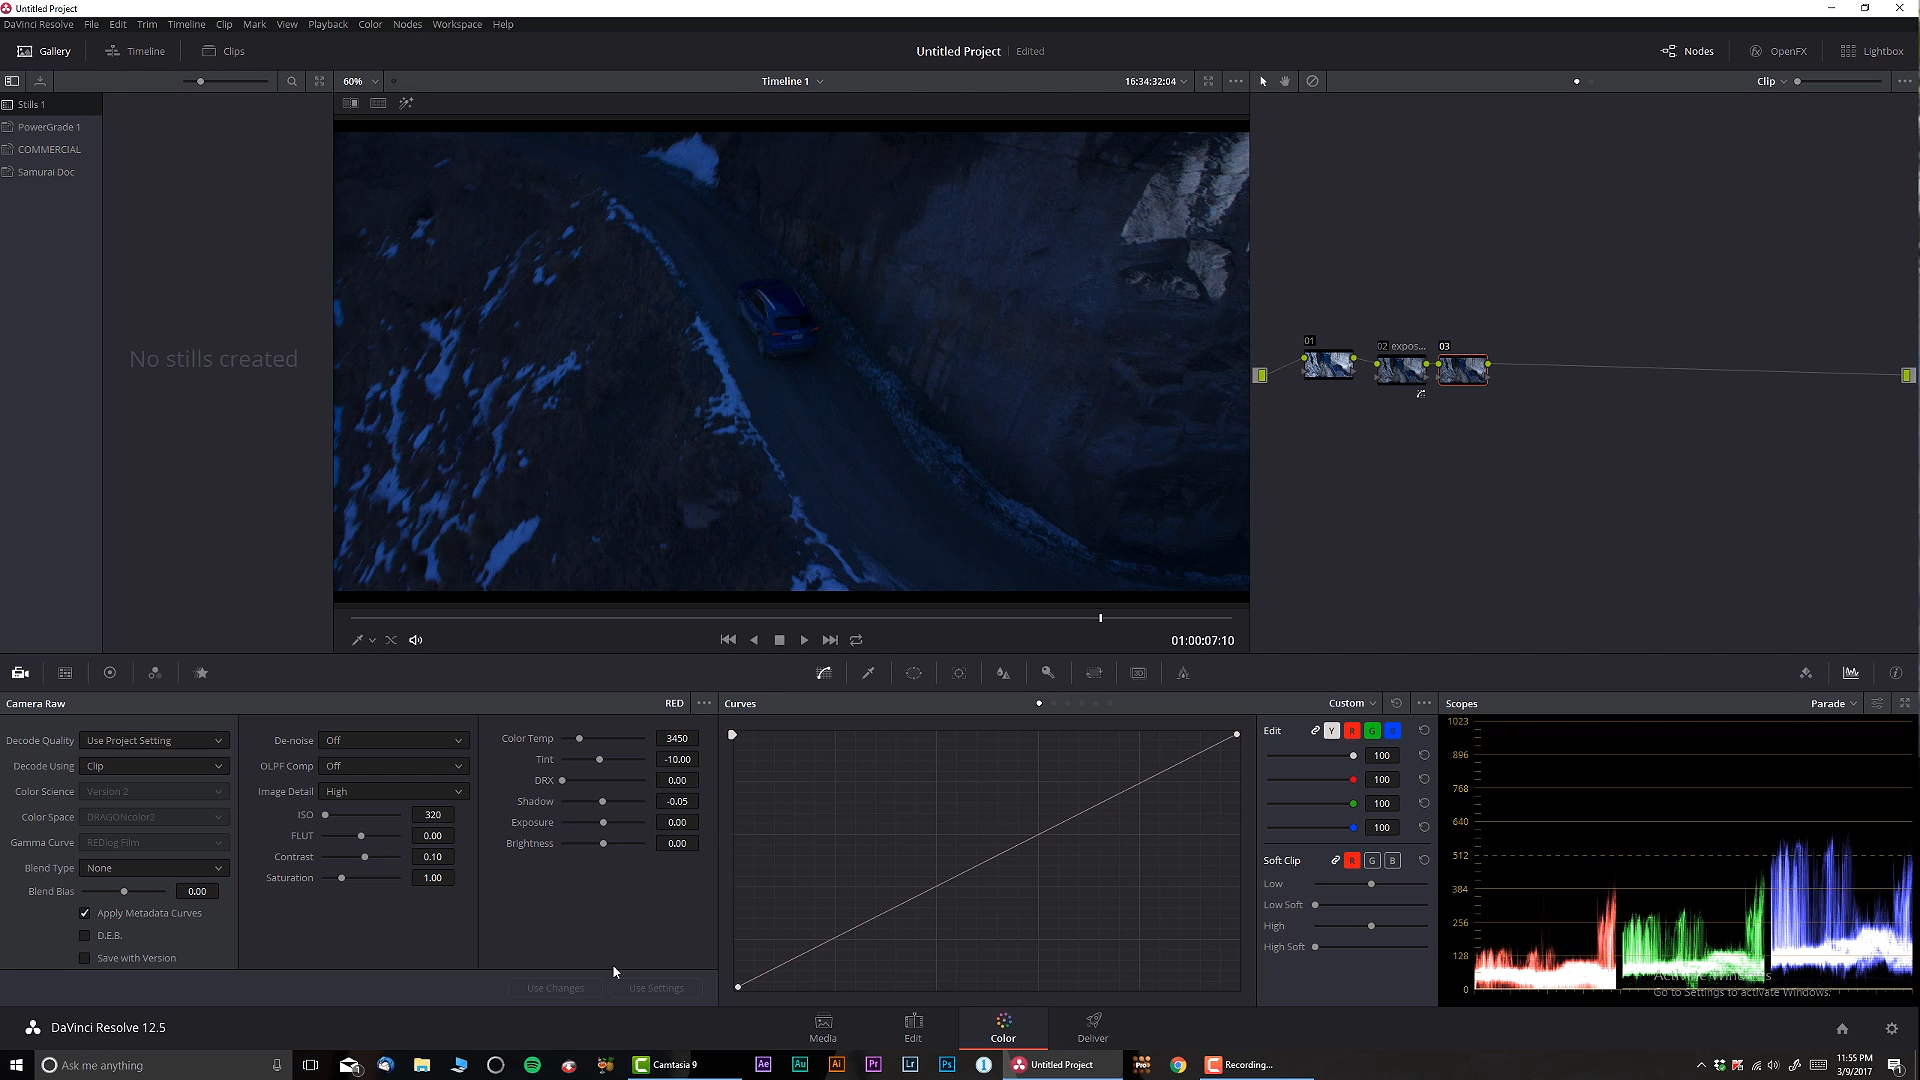 Untitled Project
DaVinci Resolve File Edit Trim Timeline Clip Mark View Playback Color Nodes Workspace Help
Gallery Timeline Clips Untitled Project Edited Nodes OpenFX Lightbox
60% Timeline 1 16:34:32:04 Clip
Stills 1
PowerGrade 1
COMMERCIAL
Samurai Doc
No stills created
01 02 expos... 03
01:00:07:10
Camera Raw RED Curves Custom Scopes Parade
Decode Quality Use Project Setting
Decode Using Clip
Color Science Version 2
Color Space DRAGONcolor2
Gamma Curve REDlog Film
Blend Type None
Blend Bias 0.00
Apply Metadata Curves
D.E.B.
Save with Version
De-noise Off
OLPF Comp Off
Image Detail High
ISO 320
FLUT 0.00
Contrast 0.10
Saturation 1.00
Color Temp 3450
Tint -10.00
DRX 0.00
Shadow -0.05
Exposure 0.00
Brightness 0.00
Use Changes Use Settings
Edit Y R G B
100
100
100
100
Soft Clip R G B
Low
Low Soft
High
High Soft
1023
896
768
640
512
384
256
128
0
Activate Windows
Go to Settings to activate Windows.
DaVinci Resolve 12.5
Media Edit Color Deliver
Ask me anything Camtasia 9 Ae Au Ai Pr Lr Ps Untitled Project Recording...
11:55 PM
3/9/2017